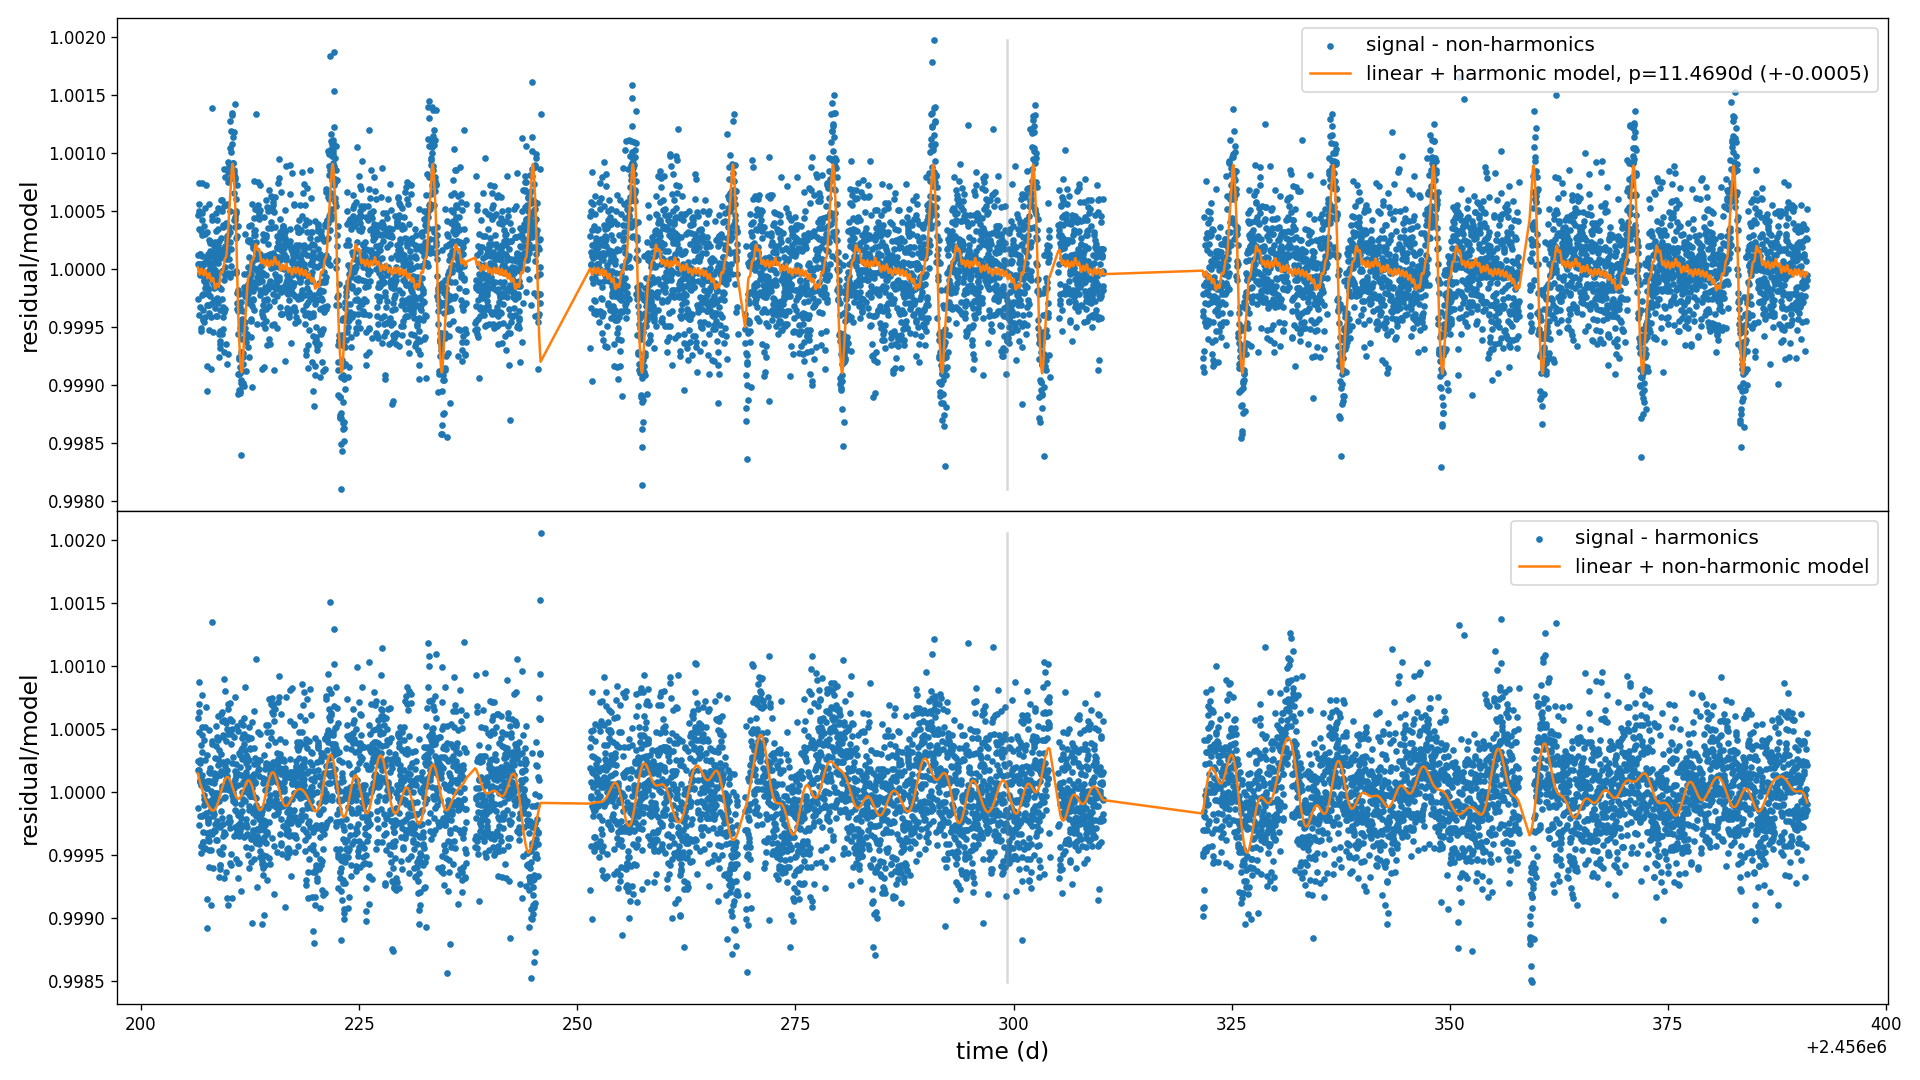 signal - non-harmonics
linear + harmonic model, p=11.4690d (+-0.0005)
1.0020
1.0015
1.0010
1.0005
1.0000
0.9995
0.9990
0.9985
0.9980
residual/model
signal - harmonics
linear + non-harmonic model
1.0020
1.0015
1.0010
1.0005
1.0000
0.9995
0.9990
0.9985
residual/model
200 225 250 275 300 325 350 375 400
+2.456e6
time (d)